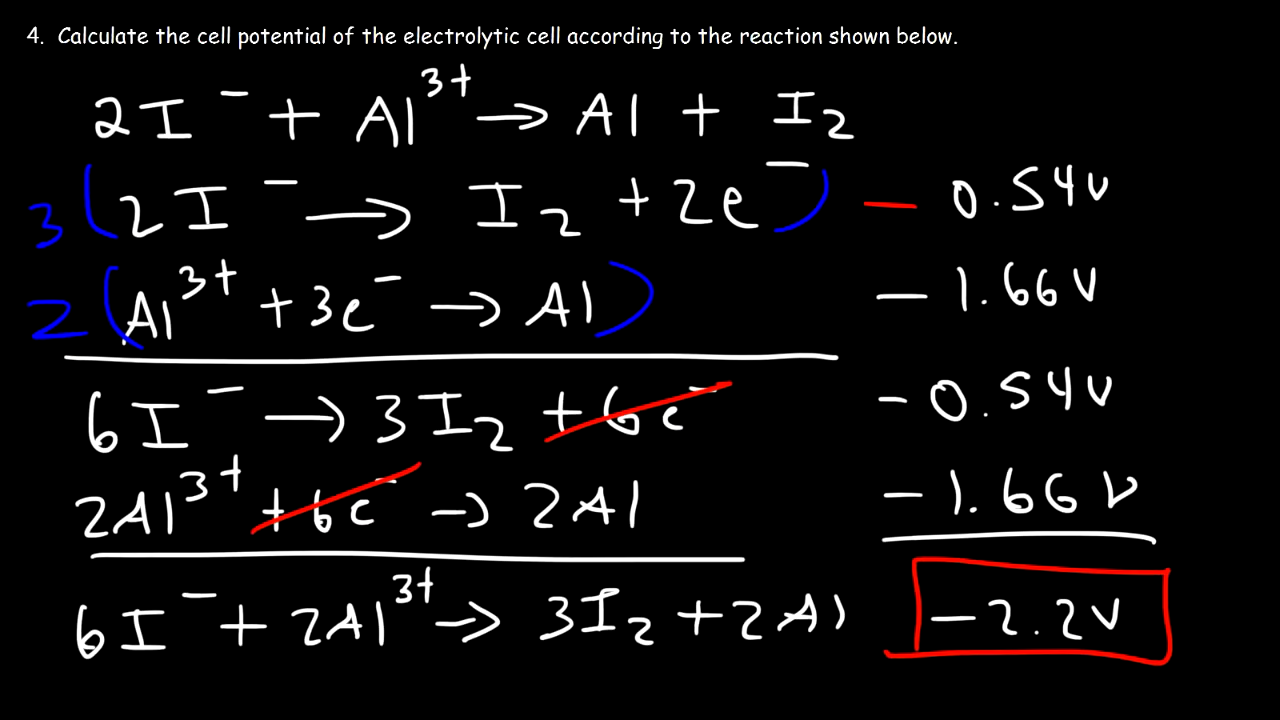 4. Calculate the cell potential of the electrolytic cell according to the reaction shown below.
2I⁻ + Al³⁺ → Al + I₂
3(2I⁻ → I₂ + 2e⁻) - 0.54v
2(Al³⁺ + 3e⁻ → Al) - 1.66v
6I⁻ → 3I₂ + 6e⁻ - 0.54v
2Al³⁺ + 6e⁻ → 2Al - 1.66v
6I⁻ + 2Al³⁺ → 3I₂ + 2Al - 2.2v